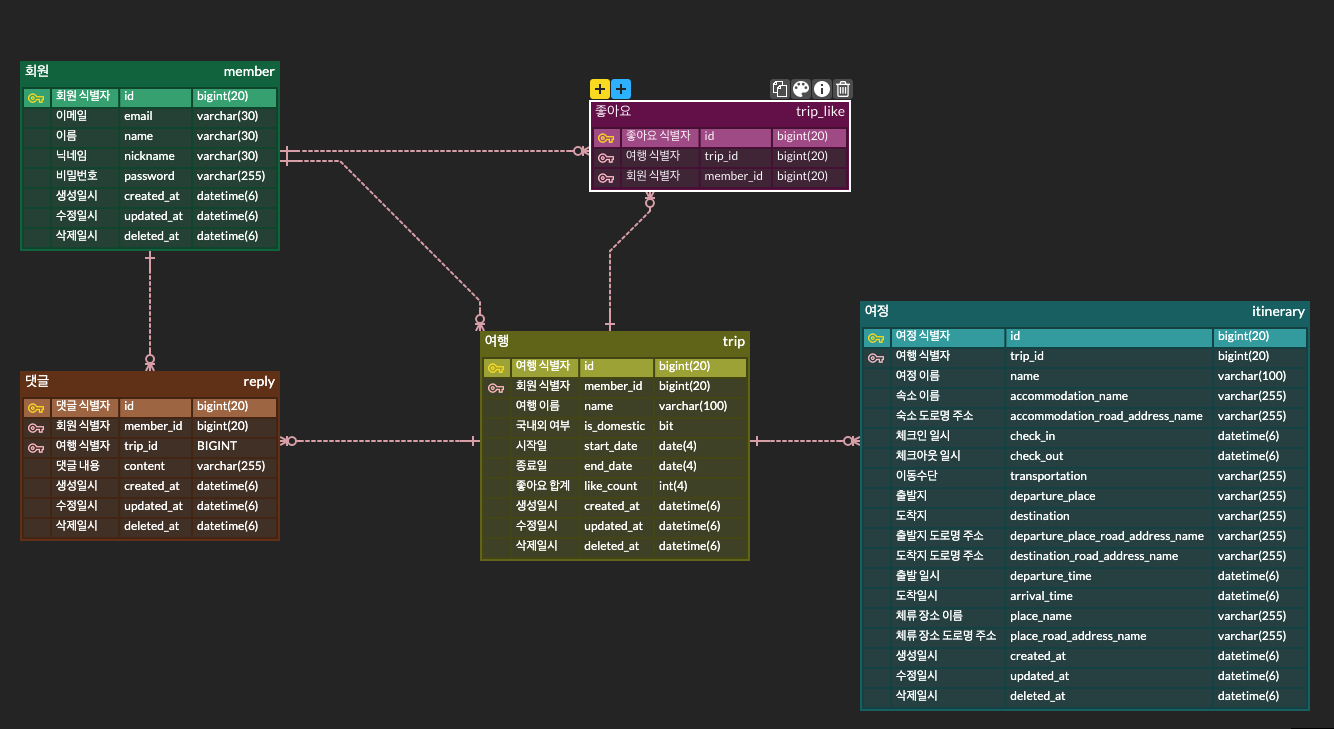 회원 member
회원 식별자 id bigint(20)
이메일 email varchar(30)
이름 name varchar(30)
닉네임 nickname varchar(30)
비밀번호 password varchar(255)
생성일시 created_at datetime(6)
수정일시 updated_at datetime(6)
삭제일시 deleted_at datetime(6)
좋아요 trip_like
좋아요 식별자 id bigint(20)
여행 식별자 trip_id bigint(20)
회원 식별자 member_id bigint(20)
댓글 reply
댓글 식별자 id bigint(20)
회원 식별자 member_id bigint(20)
여행 식별자 trip_id BIGINT
댓글 내용 content varchar(255)
생성일시 created_at datetime(6)
수정일시 updated_at datetime(6)
삭제일시 deleted_at datetime(6)
여행 trip
여행 식별자 id bigint(20)
회원 식별자 member_id bigint(20)
여행 이름 name varchar(100)
국내외 여부 is_domestic bit
시작일 start_date date(4)
종료일 end_date date(4)
좋아요 합계 like_count int(4)
생성일시 created_at datetime(6)
수정일시 updated_at datetime(6)
삭제일시 deleted_at datetime(6)
여정 itinerary
여정 식별자 id bigint(20)
여행 식별자 trip_id bigint(20)
여정 이름 name varchar(100)
속소 이름 accommodation_name varchar(255)
숙소 도로명 주소 accommodation_road_address_name varchar(255)
체크인 일시 check_in datetime(6)
체크아웃 일시 check_out datetime(6)
이동수단 transportation varchar(255)
출발지 departure_place varchar(255)
도착지 destination varchar(255)
출발지 도로명 주소 departure_place_road_address_name varchar(255)
도착지 도로명 주소 destination_road_address_name varchar(255)
출발 일시 departure_time datetime(6)
도착일시 arrival_time datetime(6)
체류 장소 이름 place_name varchar(255)
체류 장소 도로명 주소 place_road_address_name varchar(255)
생성일시 created_at datetime(6)
수정일시 updated_at datetime(6)
삭제일시 deleted_at datetime(6)